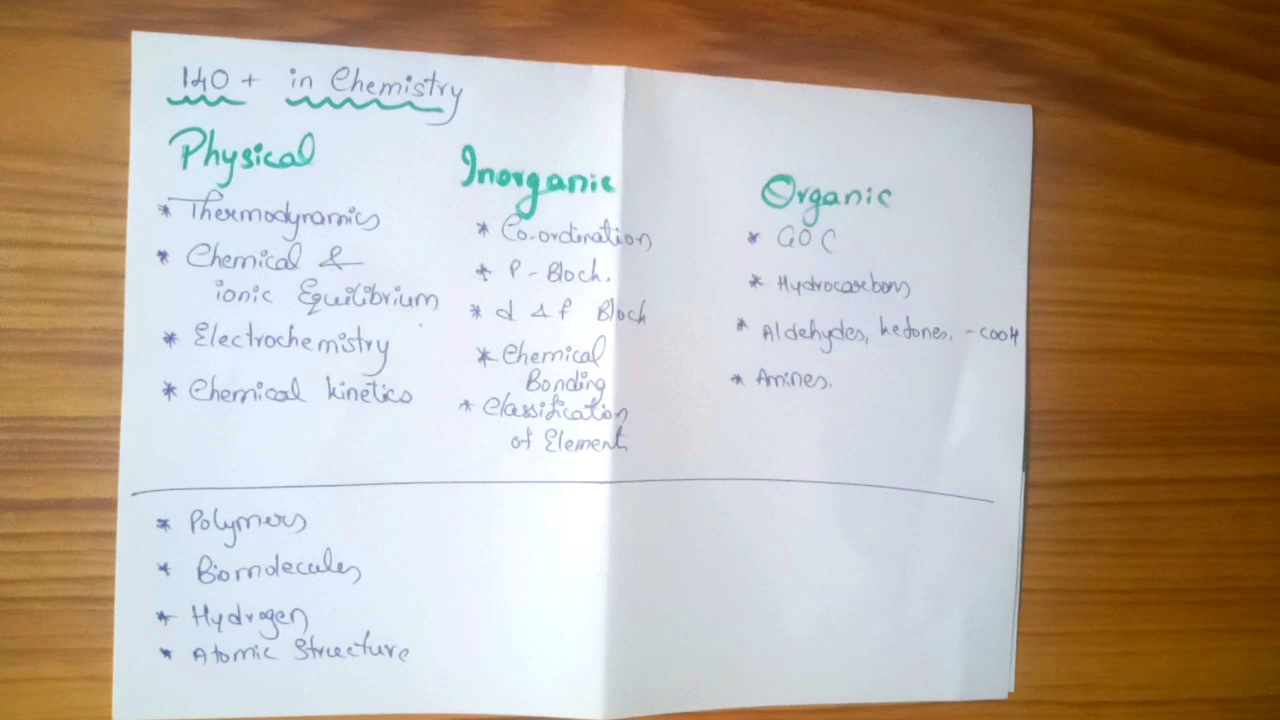 140 + in Chemistry
Physical
* Thermodynamics
* Chemical &
ionic Equilibrium
* Electrochemistry
* Chemical kinetics
Inorganic
* Co-ordination
* P-Block.
* d & f Block
* Chemical
Bonding
* Classification
of Element
Organic
* GOC
* Hydrocarbons
* Aldehydes, ketones, -COOH
* Amines.
* Polymers
* Biomolecules
* Hydrogen
* Atomic Structure